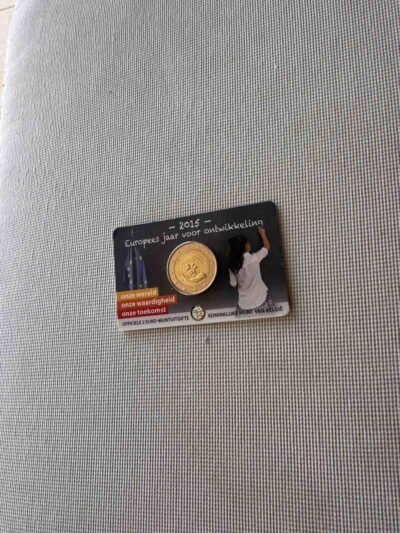 - 2015 -
Europees jaar voor ontwikkeling
onze wereld
onze waardigheid
onze toekomst
OFFICIËLE 2 EURO MUNTUITGIFTE
KONINKLIJKE MUNT VAN BELGIË